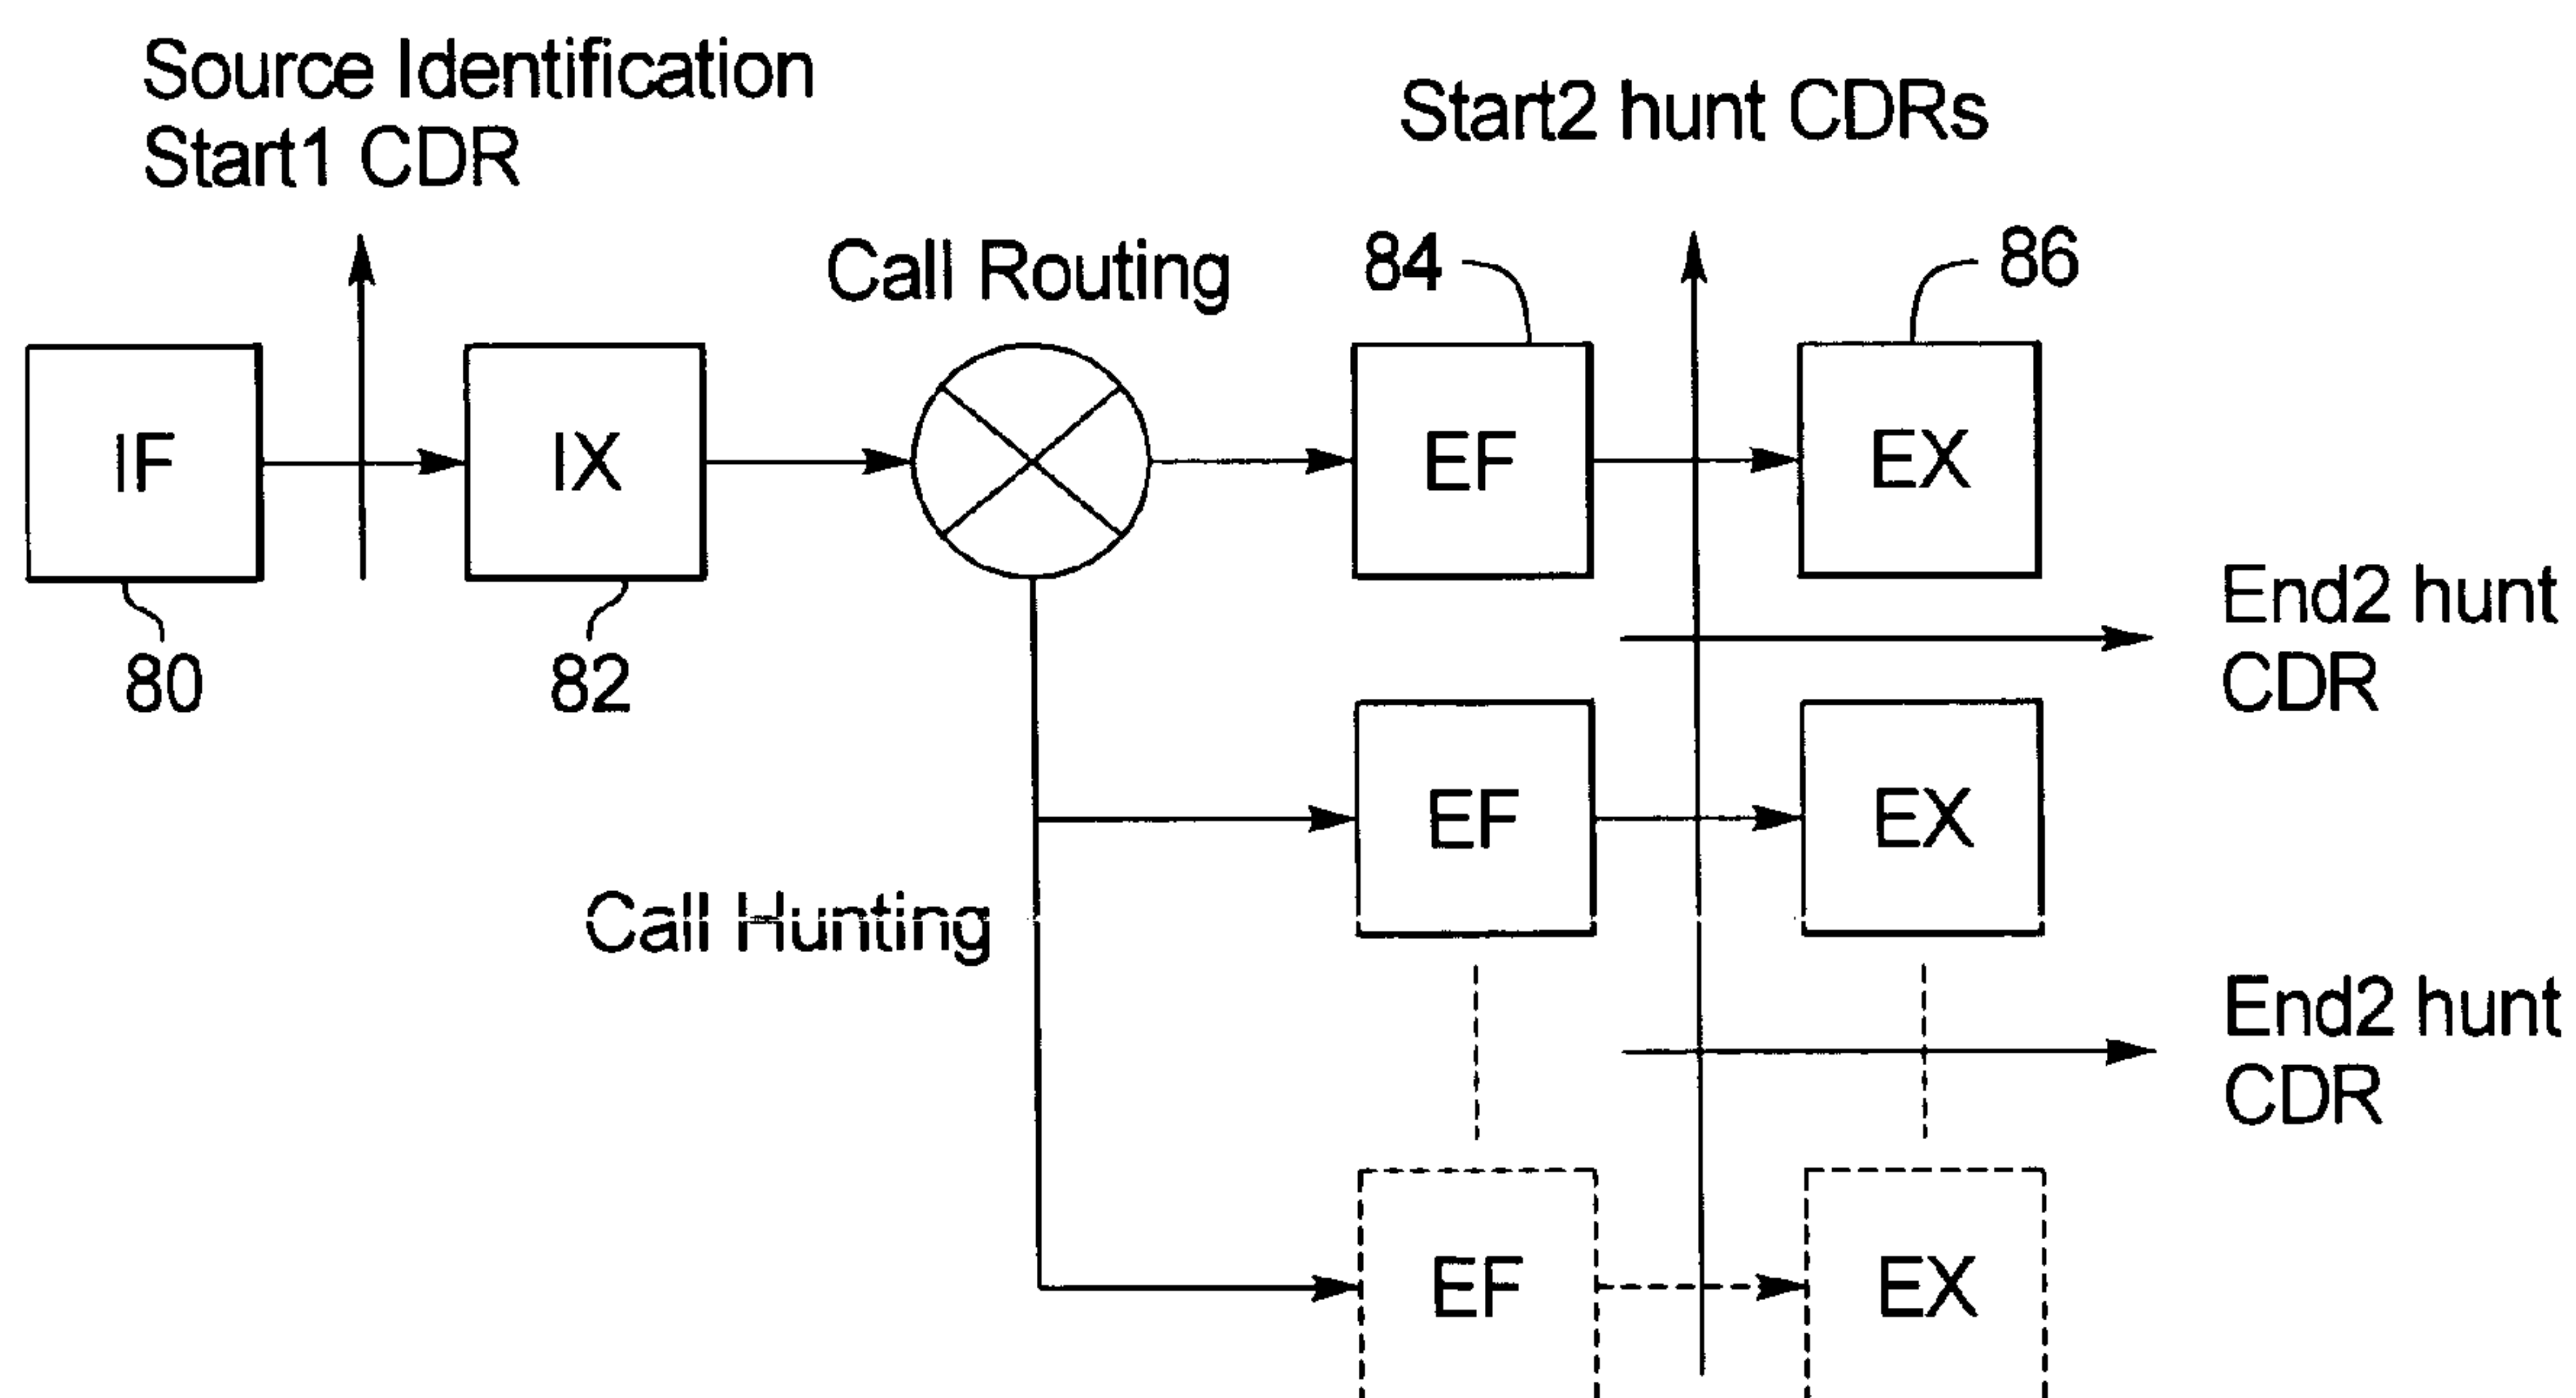 Source Identification
Start1 CDR
Start2 hunt CDRs
Call Routing
84
86
IF
IX
EF
EX
80
82
End2 hunt
CDR
EF
EX
Call Hunting
End2 hunt
CDR
EF
EX